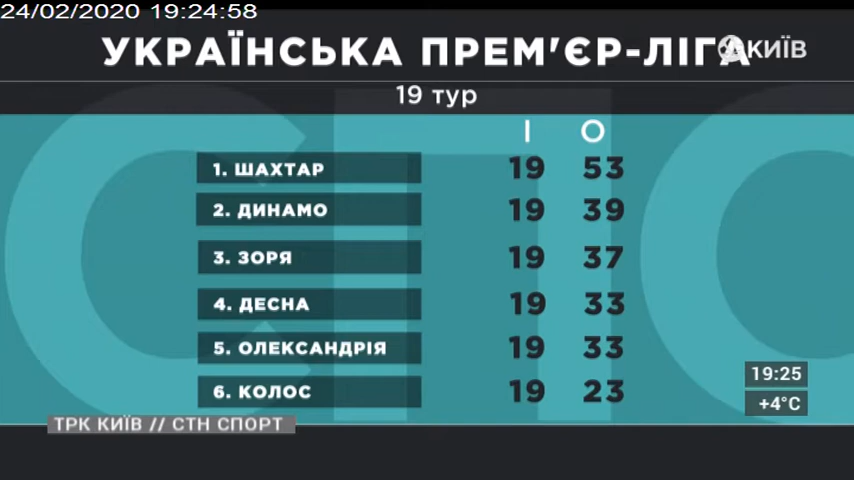 24/02/2020 19:24:58
УКРАЇНСЬКА ПРЕМ'ЄР-ЛІГА
КИЇВ
19 тур
І О
1. ШАХТАР 19 53
2. ДИНАМО 19 39
3. ЗОРЯ 19 37
4. ДЕСНА 19 33
5. ОЛЕКСАНДРІЯ 19 33
6. КОЛОС 19 23
19:25
+4°C
ТРК КИЇВ // СТН СПОРТ